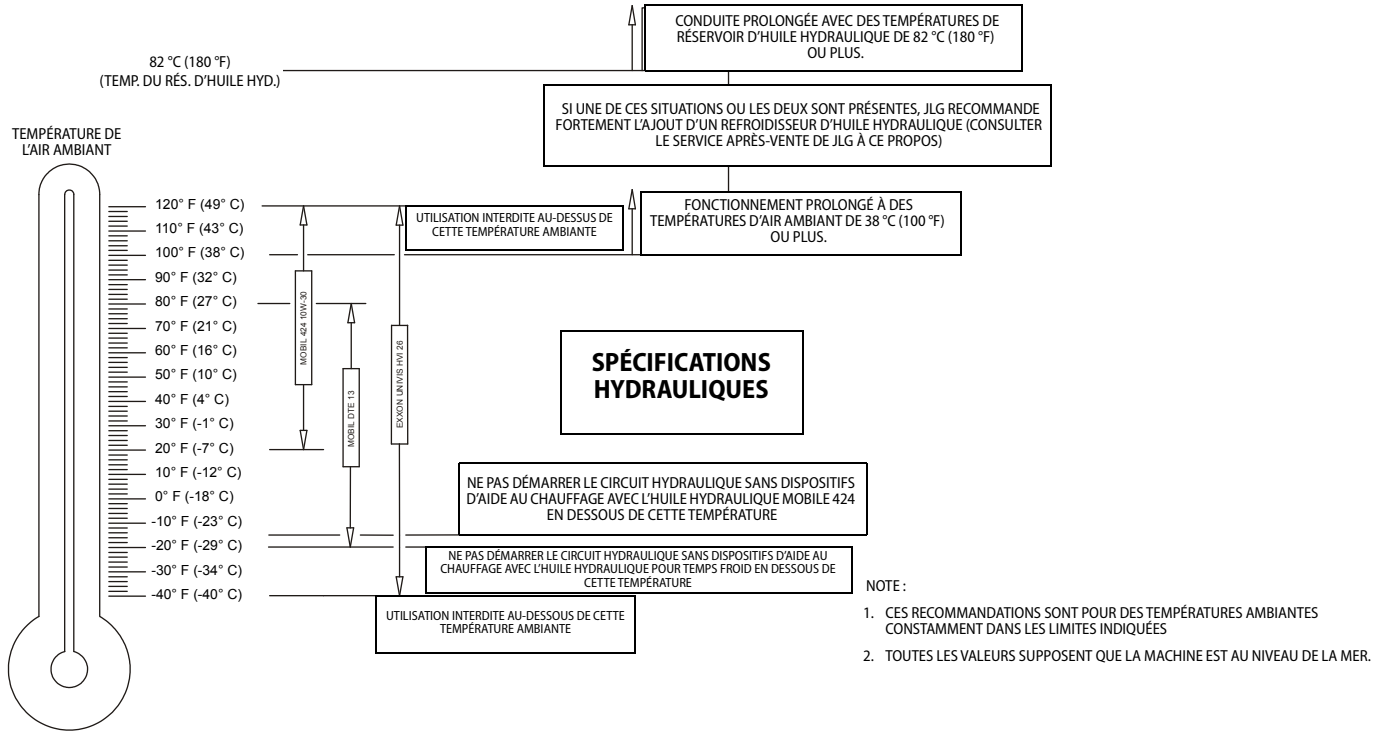 CONDUITE PROLONGÉE AVEC DES TEMPÉRATURES DE
RÉSERVOIR D'HUILE HYDRAULIQUE DE 82 °C (180 °F)
OU PLUS.
82 °C (180 °F)
(TEMP. DU RÉS. D'HUILE HYD.)
SI UNE DE CES SITUATIONS OU LES DEUX SONT PRÉSENTES, JLG RECOMMANDE
FORTEMENT L'AJOUT D'UN REFROIDISSEUR D'HUILE HYDRAULIQUE (CONSULTER
LE SERVICE APRÈS-VENTE DE JLG À CE PROPOS)
TEMPÉRATURE DE
L'AIR AMBIANT
FONCTIONNEMENT PROLONGÉ À DES
TEMPÉRATURES D'AIR AMBIANT DE 38 °C (100 °F)
OU PLUS.
UTILISATION INTERDITE AU-DESSUS DE
CETTE TEMPÉRATURE AMBIANTE
120° F (49° C)
110° F (43° C)
100° F (38° C)
90° F (32° C)
80° F (27° C)
70° F (21° C)
60° F (16° C)
50° F (10° C)
40° F (4° C)
30° F (-1° C)
20° F (-7° C)
10° F (-12° C)
0° F (-18° C)
-10° F (-23° C)
-20° F (-29° C)
-30° F (-34° C)
-40° F (-40° C)
MOBIL 424 10W-30
MOBIL DTE 13
EXXON UNIVIS HVI 26
SPÉCIFICATIONS
HYDRAULIQUES
NE PAS DÉMARRER LE CIRCUIT HYDRAULIQUE SANS DISPOSITIFS
D'AIDE AU CHAUFFAGE AVEC L'HUILE HYDRAULIQUE MOBILE 424
EN DESSOUS DE CETTE TEMPÉRATURE
NE PAS DÉMARRER LE CIRCUIT HYDRAULIQUE SANS DISPOSITIFS D'AIDE AU
CHAUFFAGE AVEC L'HUILE HYDRAULIQUE POUR TEMPS FROID EN DESSOUS DE
CETTE TEMPÉRATURE
UTILISATION INTERDITE AU-DESSOUS DE CETTE
TEMPÉRATURE AMBIANTE
NOTE :
1. CES RECOMMANDATIONS SONT POUR DES TEMPÉRATURES AMBIANTES
CONSTAMMENT DANS LES LIMITES INDIQUÉES
2. TOUTES LES VALEURS SUPPOSENT QUE LA MACHINE EST AU NIVEAU DE LA MER.